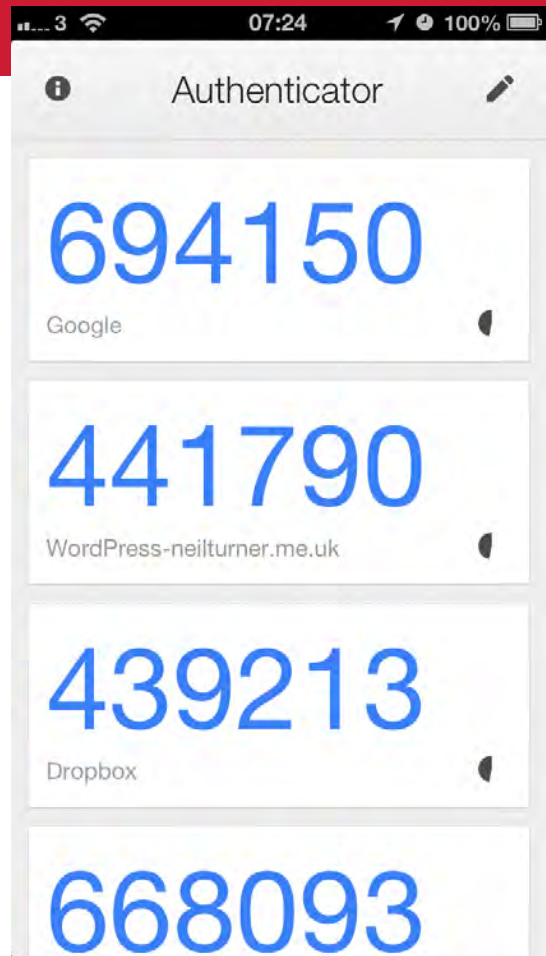 3 07:24 100%
Authenticator
694150
Google
441790
WordPress-neilturner.me.uk
439213
Dropbox
668093